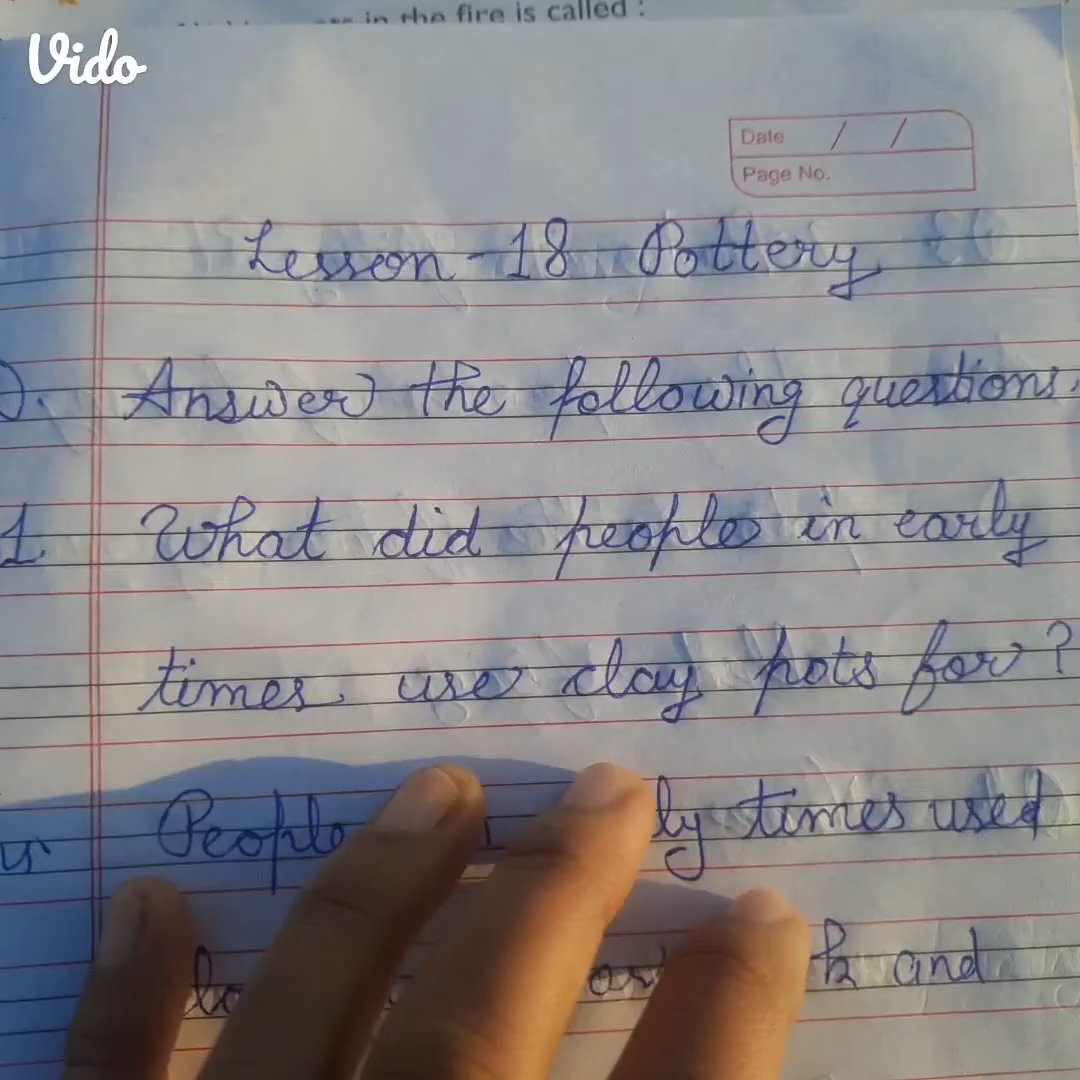 in the fire is called :
Vido
Date / /
Page No.
Lesson - 18 Pottery
Answer the following questions.
1. What did people in early
times use clay pots for?
People ly times used
and